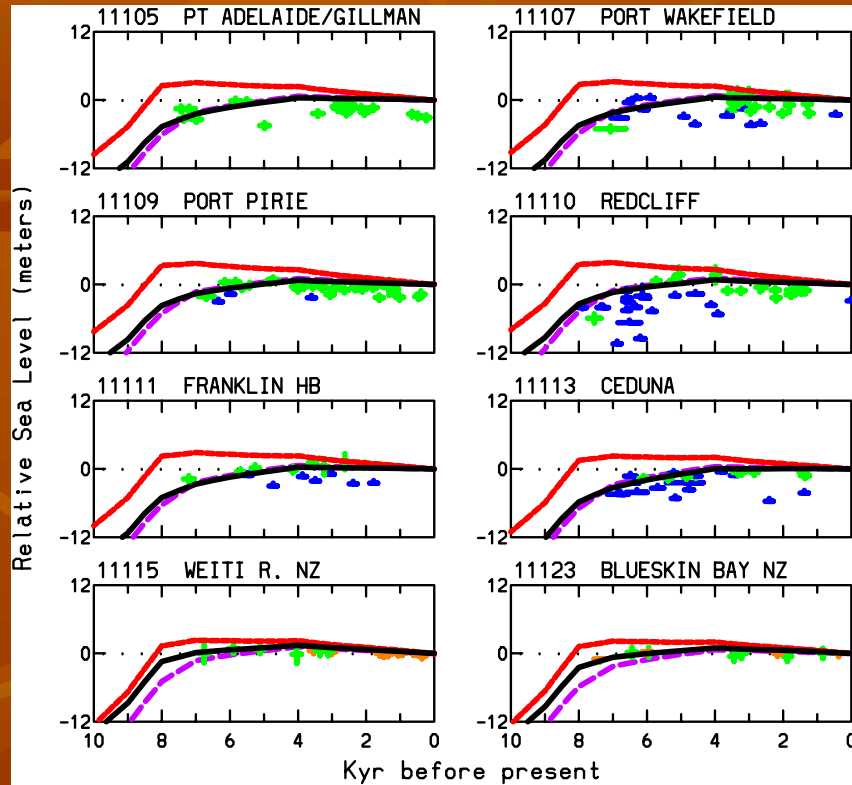 11105 PT ADELAIDE/GILLMAN
11107 PORT WAKEFIELD
12
0
-12
12
0
-12
11109 PORT PIRIE
11110 REDCLIFF
12
0
-12
12
0
-12
11111 FRANKLIN HB
11113 CEDUNA
12
0
-12
12
0
-12
11115 WEITI R. NZ
11123 BLUESKIN BAY NZ
12
0
-12
12
0
-12
10 8 6 4 2 0
10 8 6 4 2 0
Kyr before present
Relative Sea Level (meters)